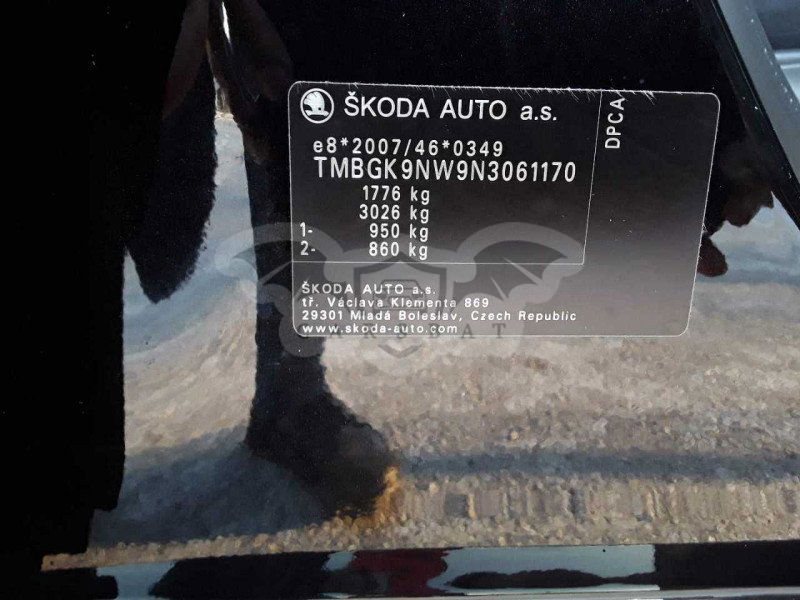 ŠKODA AUTO a.s.
DPCA
e8*2007/46*0349
TMBGK9NW9N3061170
1776 kg
3026 kg
1- 950 kg
2- 860 kg
ŠKODA AUTO a.s.
tř. Václava Klementa 869
29301 Mladá Boleslav, Czech Republic
www.skoda-auto.com